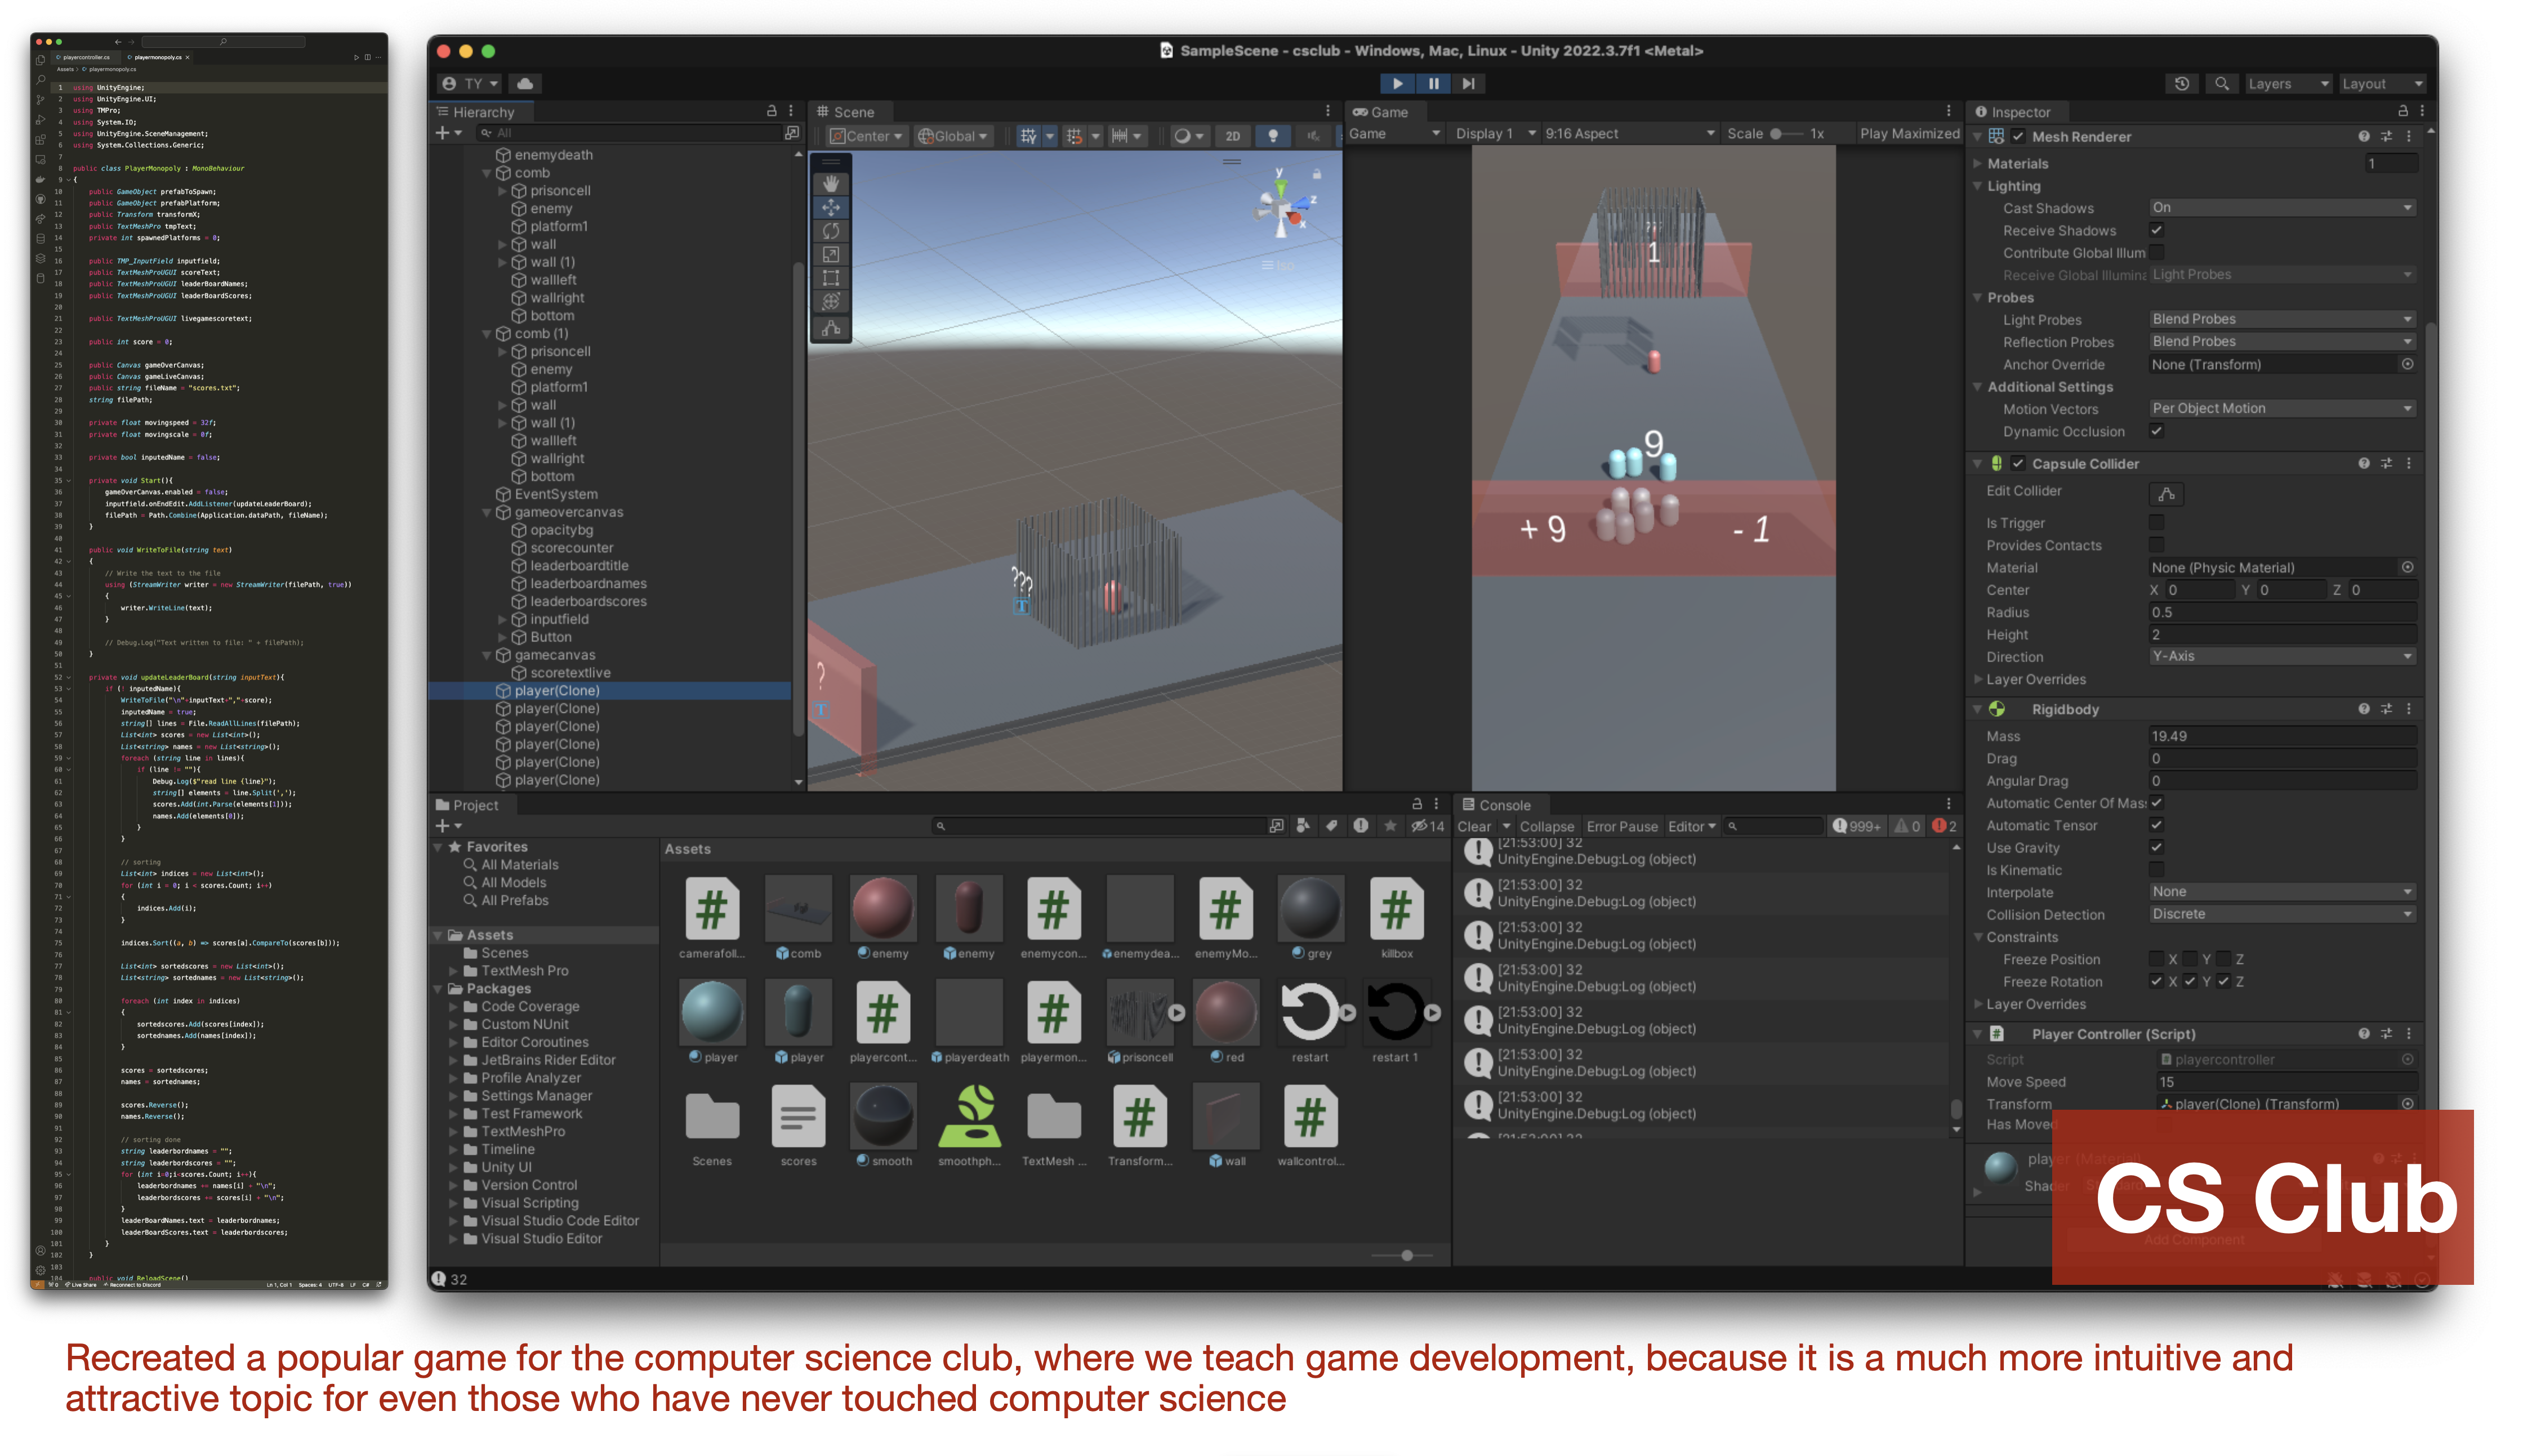 playercontroller.cs
playermonopoly.cs
Assets > playermonopoly.cs
1 using UnityEngine;
2 using UnityEngine.UI;
3 using TMPro;
4 using System.IO;
5 using UnityEngine.SceneManagement;
6 using System.Collections.Generic;
7
8 public class PlayerMonopoly : MonoBehaviour
9 {
10 public GameObject prefabToSpawn;
11 public GameObject prefabPlatform;
12 public Transform transformX;
13 public TextMeshPro tmpText;
14 private int spawnedPlatforms = 0;
15
16 public TMP_InputField inputfield;
17 public TextMeshProUGUI scoreText;
18 public TextMeshProUGUI leaderBoardNames;
19 public TextMeshProUGUI leaderBoardScores;
20
21 public TextMeshProUGUI livegamescoretext;
22
23 public int score = 0;
24
25 public Canvas gameOverCanvas;
26 public Canvas gameLiveCanvas;
27 public string fileName = "scores.txt";
28 string filePath;
29
30 private float movingspeed = 32f;
31 private float movingscale = 0f;
32
33 private bool inputedName = false;
34
35 private void Start(){
36 gameOverCanvas.enabled = false;
37 inputfield.onEndEdit.AddListener(updateLeaderBoard);
38 filePath = Path.Combine(Application.dataPath, fileName);
39 }
40
41 public void WriteToFile(string text)
42 {
43 // Write the text to the file
44 using (StreamWriter writer = new StreamWriter(filePath, true))
45 {
46 writer.WriteLine(text);
47 }
48
49 // Debug.Log("Text written to file: " + filePath);
50 }
51
52 private void updateLeaderBoard(string inputText){
53 if (! inputedName){
54 WriteToFile("\n"+inputText+","+score);
55 inputedName = true;
56 string[] lines = File.ReadAllLines(filePath);
57 List<int> scores = new List<int>();
58 List<string> names = new List<string>();
59 foreach (string line in lines){
60 if (line != ""){
61 Debug.Log($"read line {line}");
62 string[] elements = line.Split(',');
63 scores.Add(int.Parse(elements[1]));
64 names.Add(elements[0]);
65 }
66 }
67
68 // sorting
69 List<int> indices = new List<int>();
70 for (int i = 0; i < scores.Count; i++)
71 {
72 indices.Add(i);
73 }
74
75 indices.Sort((a, b) => scores[a].CompareTo(scores[b]));
76
77 List<int> sortedscores = new List<int>();
78 List<string> sortednames = new List<string>();
79
80 foreach (int index in indices)
81 {
82 sortedscores.Add(scores[index]);
83 sortednames.Add(names[index]);
84 }
85
86 scores = sortedscores;
87 names = sortednames;
88
89 scores.Reverse();
90 names.Reverse();
91
92 // sorting done
93 string leaderbordnames = "";
94 string leaderbordscores = "";
95 for (int i=0;i<scores.Count; i++){
96 leaderbordnames += names[i] + "\n";
97 leaderbordscores += scores[i] + "\n";
98 }
99 leaderBoardNames.text = leaderbordnames;
100 leaderBoardScores.text = leaderbordscores;
101 }
102 }
103
104 public void ReloadScene()
Live Share Reconnect to Discord Ln 1, Col 1 Spaces: 4 UTF-8 LF C#
SampleScene - csclub - Windows, Mac, Linux - Unity 2022.3.7f1 <Metal>
TY
Layers Layout
Hierarchy
All
enemydeath
comb
prisoncell
enemy
platform1
wall
wall (1)
wallleft
wallright
bottom
comb (1)
prisoncell
enemy
platform1
wall
wall (1)
wallleft
wallright
bottom
EventSystem
gameovercanvas
opacitybg
scorecounter
leaderboardtitle
leaderboardnames
leaderboardscores
inputfield
Button
gamecanvas
scoretextlive
player(Clone)
player(Clone)
player(Clone)
player(Clone)
player(Clone)
player(Clone)
Scene
Center Global 2D
y
z
x
Iso
???
T
?
T
Game
Game Display 1 9:16 Aspect Scale 1x Play Maximized
1
9
+ 9 - 1
Inspector
Mesh Renderer
Materials 1
Lighting
Cast Shadows On
Receive Shadows
Contribute Global Illum
Receive Global Illumina Light Probes
Probes
Light Probes Blend Probes
Reflection Probes Blend Probes
Anchor Override None (Transform)
Additional Settings
Motion Vectors Per Object Motion
Dynamic Occlusion
Capsule Collider
Edit Collider
Is Trigger
Provides Contacts
Material None (Physic Material)
Center X 0 Y 0 Z 0
Radius 0.5
Height 2
Direction Y-Axis
Layer Overrides
Rigidbody
Mass 19.49
Drag 0
Angular Drag 0
Automatic Center Of Mas
Automatic Tensor
Use Gravity
Is Kinematic
Interpolate None
Collision Detection Discrete
Constraints
Freeze Position X Y Z
Freeze Rotation X Y Z
Layer Overrides
Player Controller (Script)
Script playercontroller
Move Speed 15
Transform player(Clone) (Transform)
Has Moved
player (Material)
Shader
Add Component
Project
14
Favorites
All Materials
All Models
All Prefabs
Assets
Scenes
TextMesh Pro
Packages
Code Coverage
Custom NUnit
Editor Coroutines
JetBrains Rider Editor
Profile Analyzer
Settings Manager
Test Framework
TextMeshPro
Timeline
Unity UI
Version Control
Visual Scripting
Visual Studio Code Editor
Visual Studio Editor
Assets
camerafoll... comb enemy enemy enemycon... enemydea... enemyMo... grey killbox
player player playercont... playerdeath playermon... prisoncell red restart restart 1
Scenes scores smooth smoothph... TextMesh ... Transform... wall wallcontrol...
Console
Clear Collapse Error Pause Editor 999+ 0 2
[21:53:00] 32
UnityEngine.Debug:Log (object)
[21:53:00] 32
UnityEngine.Debug:Log (object)
[21:53:00] 32
UnityEngine.Debug:Log (object)
[21:53:00] 32
UnityEngine.Debug:Log (object)
[21:53:00] 32
UnityEngine.Debug:Log (object)
[21:53:00] 32
UnityEngine.Debug:Log (object)
[21:53:00] 32
UnityEngine.Debug:Log (object)
[21:53:00] 32
32
CS Club
Recreated a popular game for the computer science club, where we teach game development, because it is a much more intuitive and
attractive topic for even those who have never touched computer science